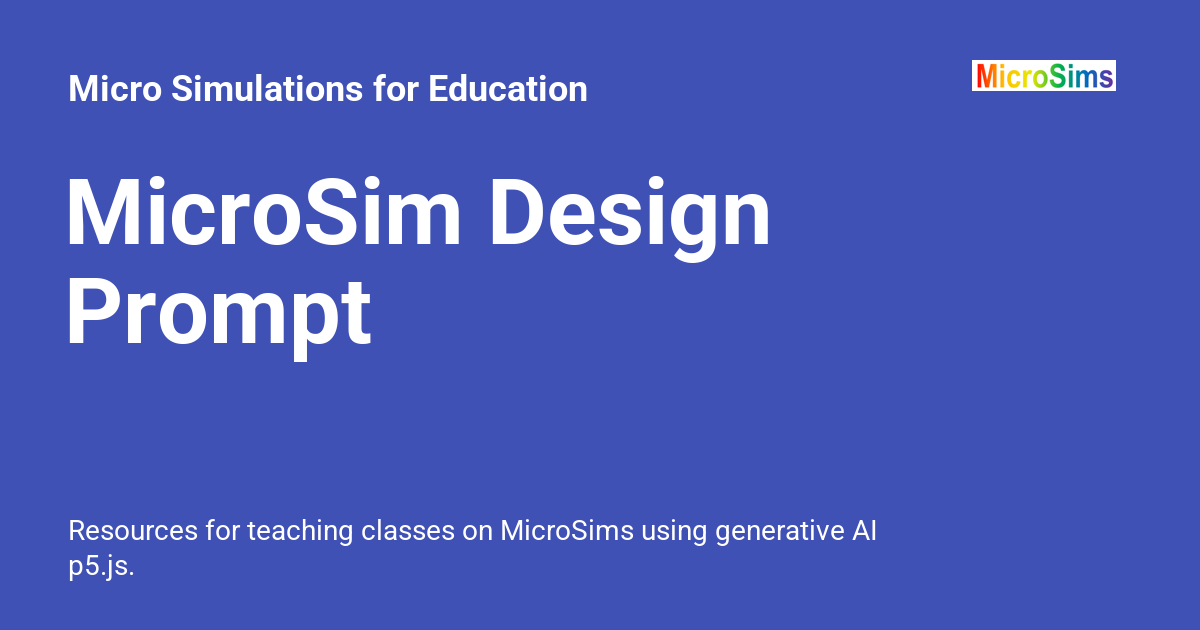 Micro Simulations for Education
MicroSims
MicroSim Design
Prompt
Resources for teaching classes on MicroSims using generative AI
p5.js.